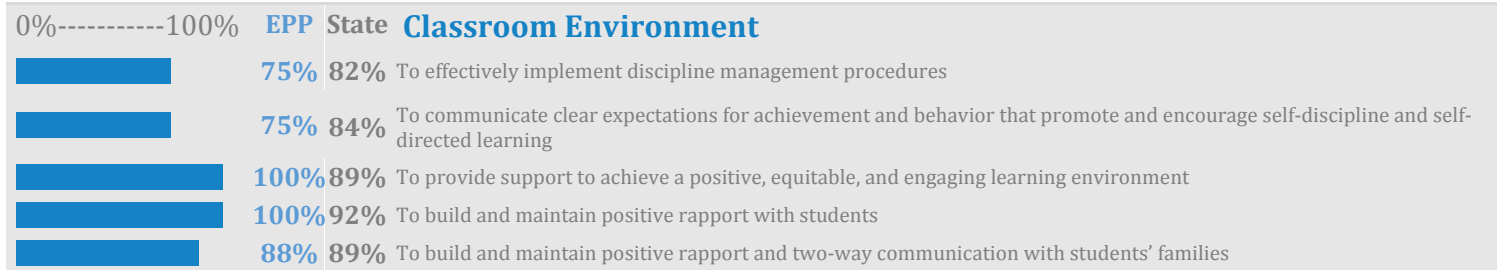 0%-----------100% EPP State Classroom Environment
75% 82% To effectively implement discipline management procedures
75% 84% To communicate clear expectations for achievement and behavior that promote and encourage self-discipline and self-
directed learning
100% 89% To provide support to achieve a positive, equitable, and engaging learning environment
100% 92% To build and maintain positive rapport with students
88% 89% To build and maintain positive rapport and two-way communication with students’ families